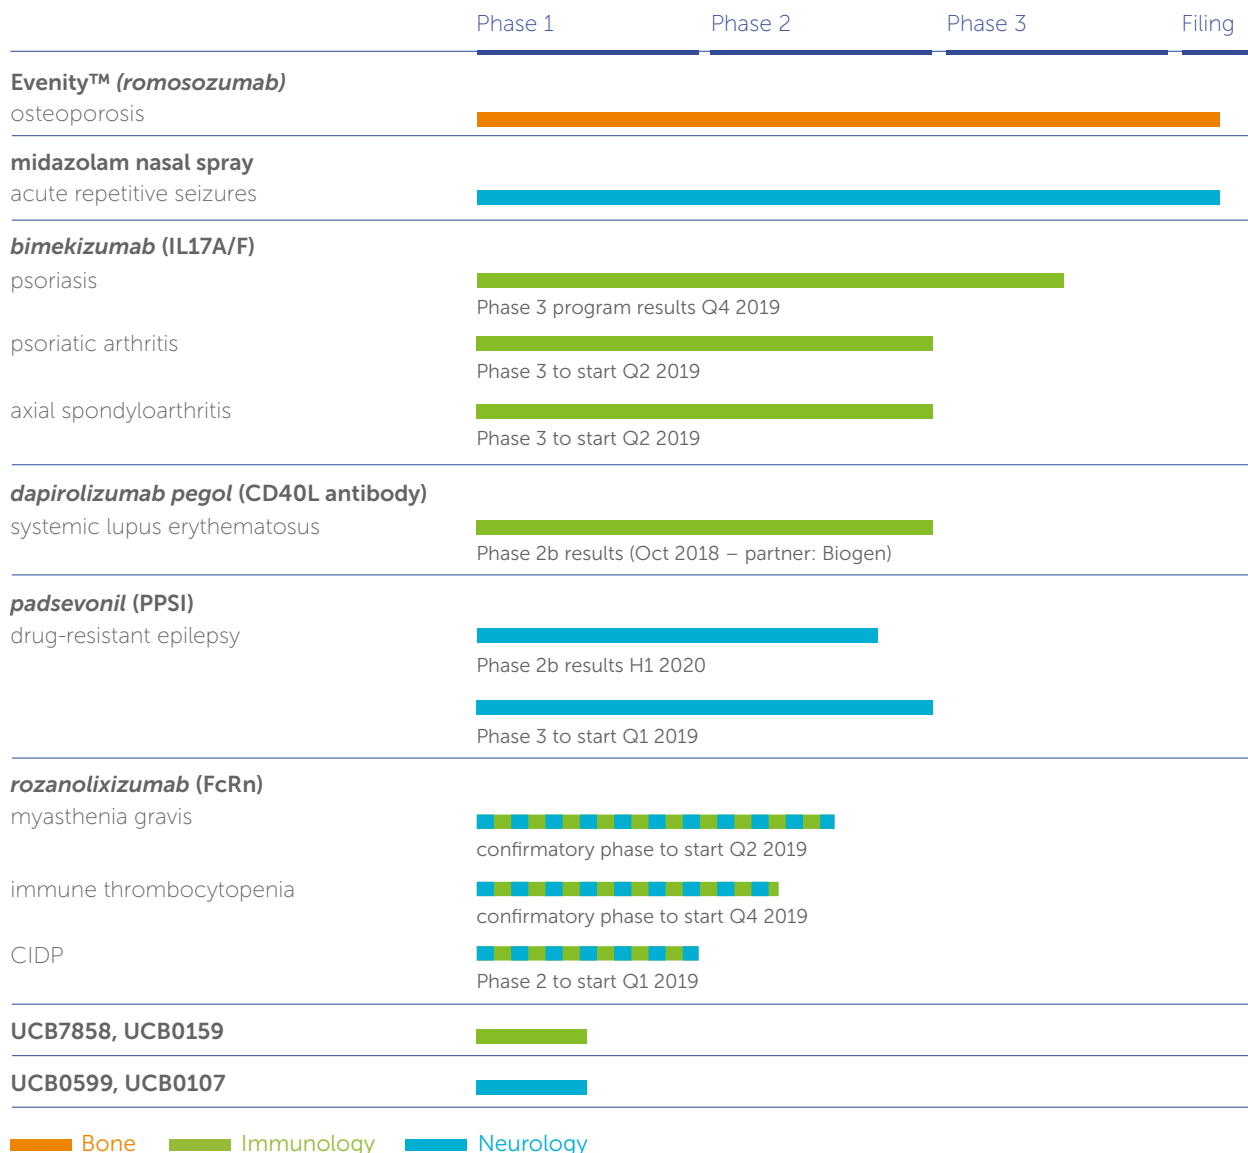 Phase 1 Phase 2 Phase 3 Filing
Evenity™ (romosozumab)
osteoporosis
midazolam nasal spray
acute repetitive seizures
bimekizumab (IL17A/F)
psoriasis
Phase 3 program results Q4 2019
psoriatic arthritis
Phase 3 to start Q2 2019
axial spondyloarthritis
Phase 3 to start Q2 2019
dapirolizumab pegol (CD40L antibody)
systemic lupus erythematosus
Phase 2b results (Oct 2018 – partner: Biogen)
padsevonil (PPSI)
drug-resistant epilepsy
Phase 2b results H1 2020
Phase 3 to start Q1 2019
rozanolixizumab (FcRn)
myasthenia gravis
confirmatory phase to start Q2 2019
immune thrombocytopenia
confirmatory phase to start Q4 2019
CIDP
Phase 2 to start Q1 2019
UCB7858, UCB0159
UCB0599, UCB0107
Bone Immunology Neurology